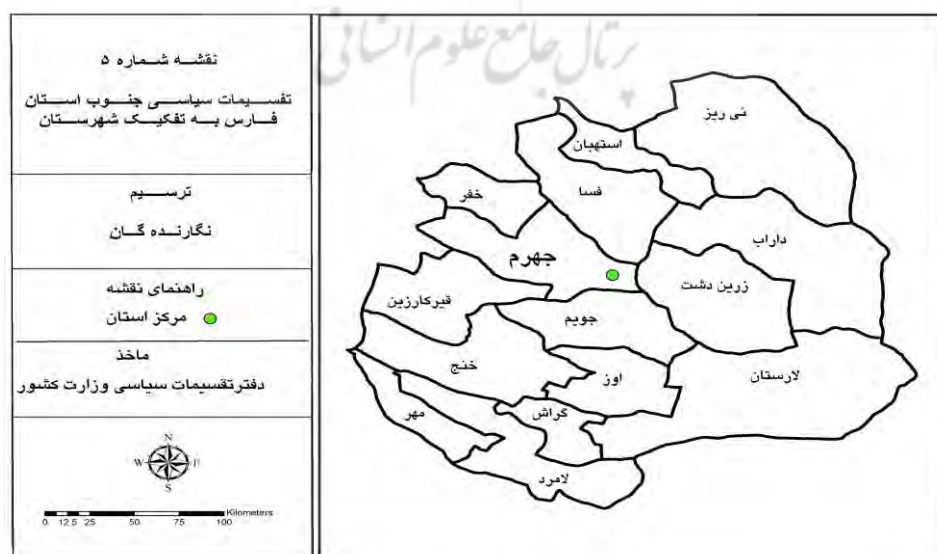 پرتال جامع علوم انسانی
نقشه شماره ۵
تقسیمات سیاسی جنوب استان
فارس به تفکیک شهرستان
ترسیم
نگارنده گان
راهنمای نقشه
مرکز استان
ماخذ
دفترتقسیمات سیاسی وزارت کشور
N
W E
S
0 12.5 25 50 75 100 Kilometers
نی ریز
استهبان
فسا
خفر
داراب
جهرم
زرین دشت
قیرکارزین
جویم
خنج
اوز
لارستان
گراش
مهر
لامرد